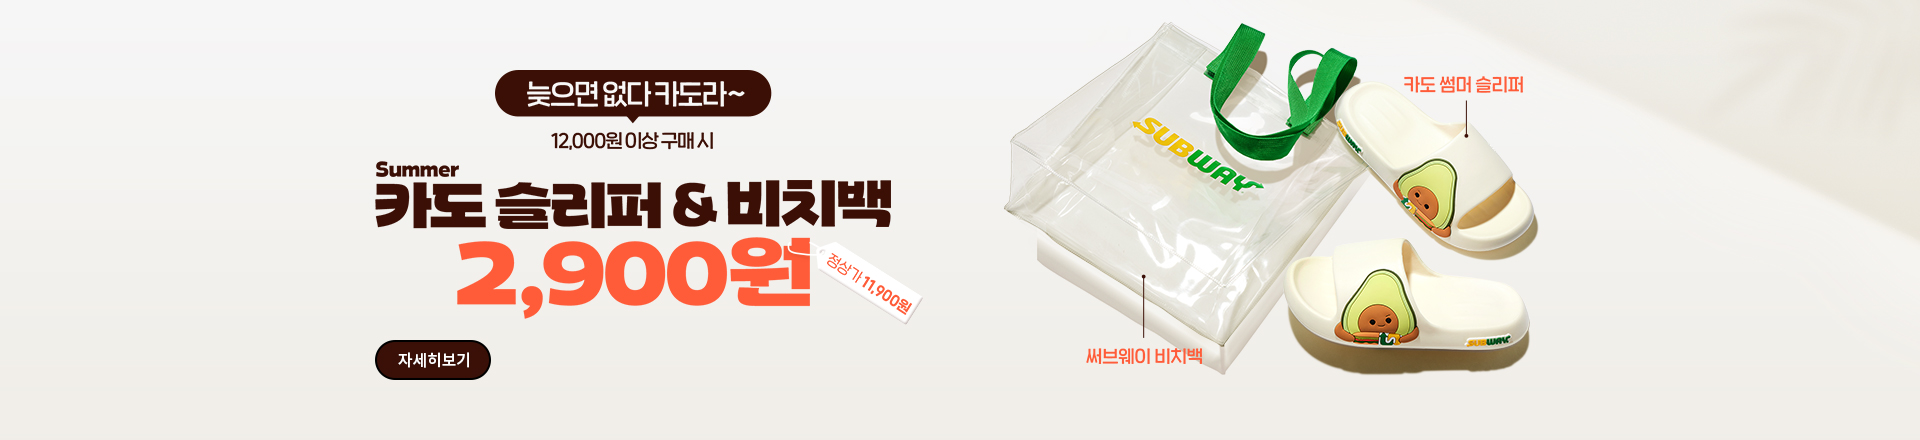 늦으면 없다 카도라~
12,000원 이상 구매 시
Summer
카도 슬리퍼 & 비치백
2,900원
정상가 11,900원
자세히보기
SUBWAY
카도 썸머 슬리퍼
써브웨이 비치백
SUBWAY
SUBWAY